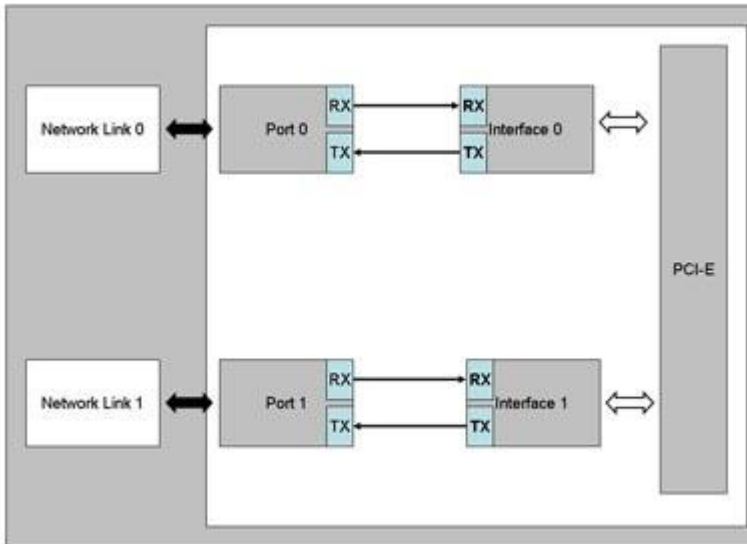 Network Link 0
Port 0
RX
TX
RX
TX
Interface 0
PCI-E
Network Link 1
Port 1
RX
TX
RX
TX
Interface 1